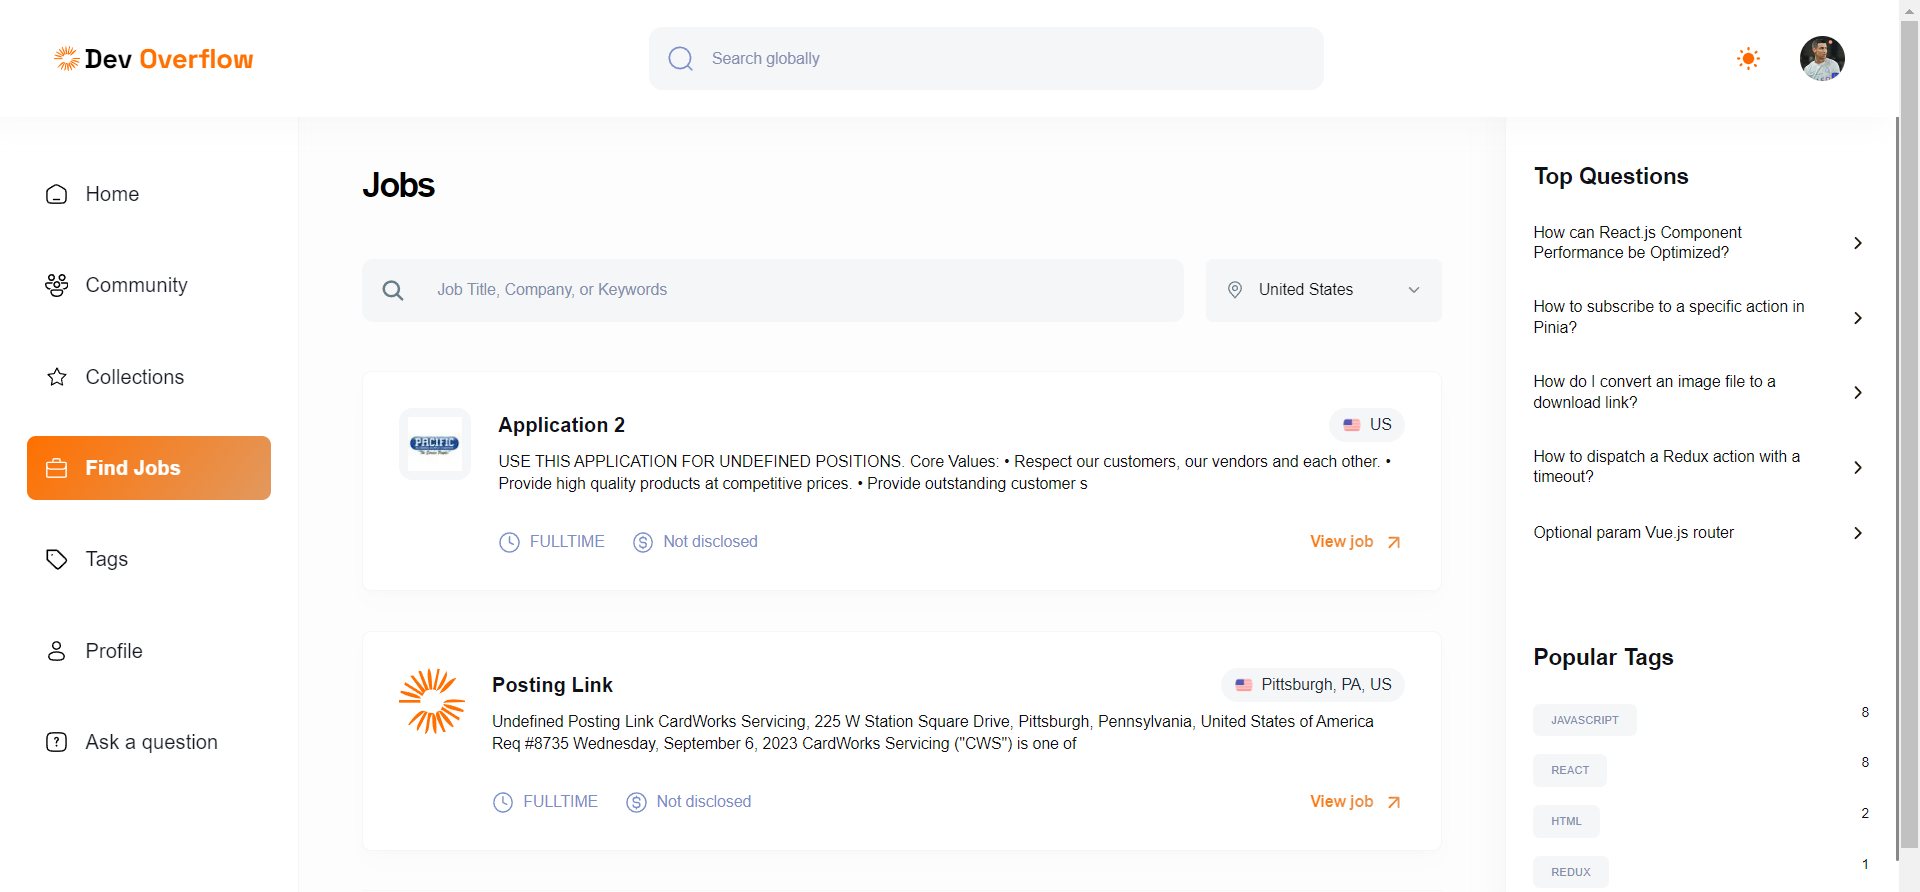 Dev Overflow
Search globally
Home
Community
Collections
Find Jobs
Tags
Profile
Ask a question
Jobs
Job Title, Company, or Keywords
United States
PACIFIC
Application 2
US
USE THIS APPLICATION FOR UNDEFINED POSITIONS. Core Values: • Respect our customers, our vendors and each other. •
Provide high quality products at competitive prices. • Provide outstanding customer s
FULLTIME
Not disclosed
View job
Posting Link
Pittsburgh, PA, US
Undefined Posting Link CardWorks Servicing, 225 W Station Square Drive, Pittsburgh, Pennsylvania, United States of America
Req #8735 Wednesday, September 6, 2023 CardWorks Servicing ("CWS") is one of
FULLTIME
Not disclosed
View job
Top Questions
How can React.js Component
Performance be Optimized?
How to subscribe to a specific action in
Pinia?
How do I convert an image file to a
download link?
How to dispatch a Redux action with a
timeout?
Optional param Vue.js router
Popular Tags
JAVASCRIPT
8
REACT
8
HTML
2
REDUX
1